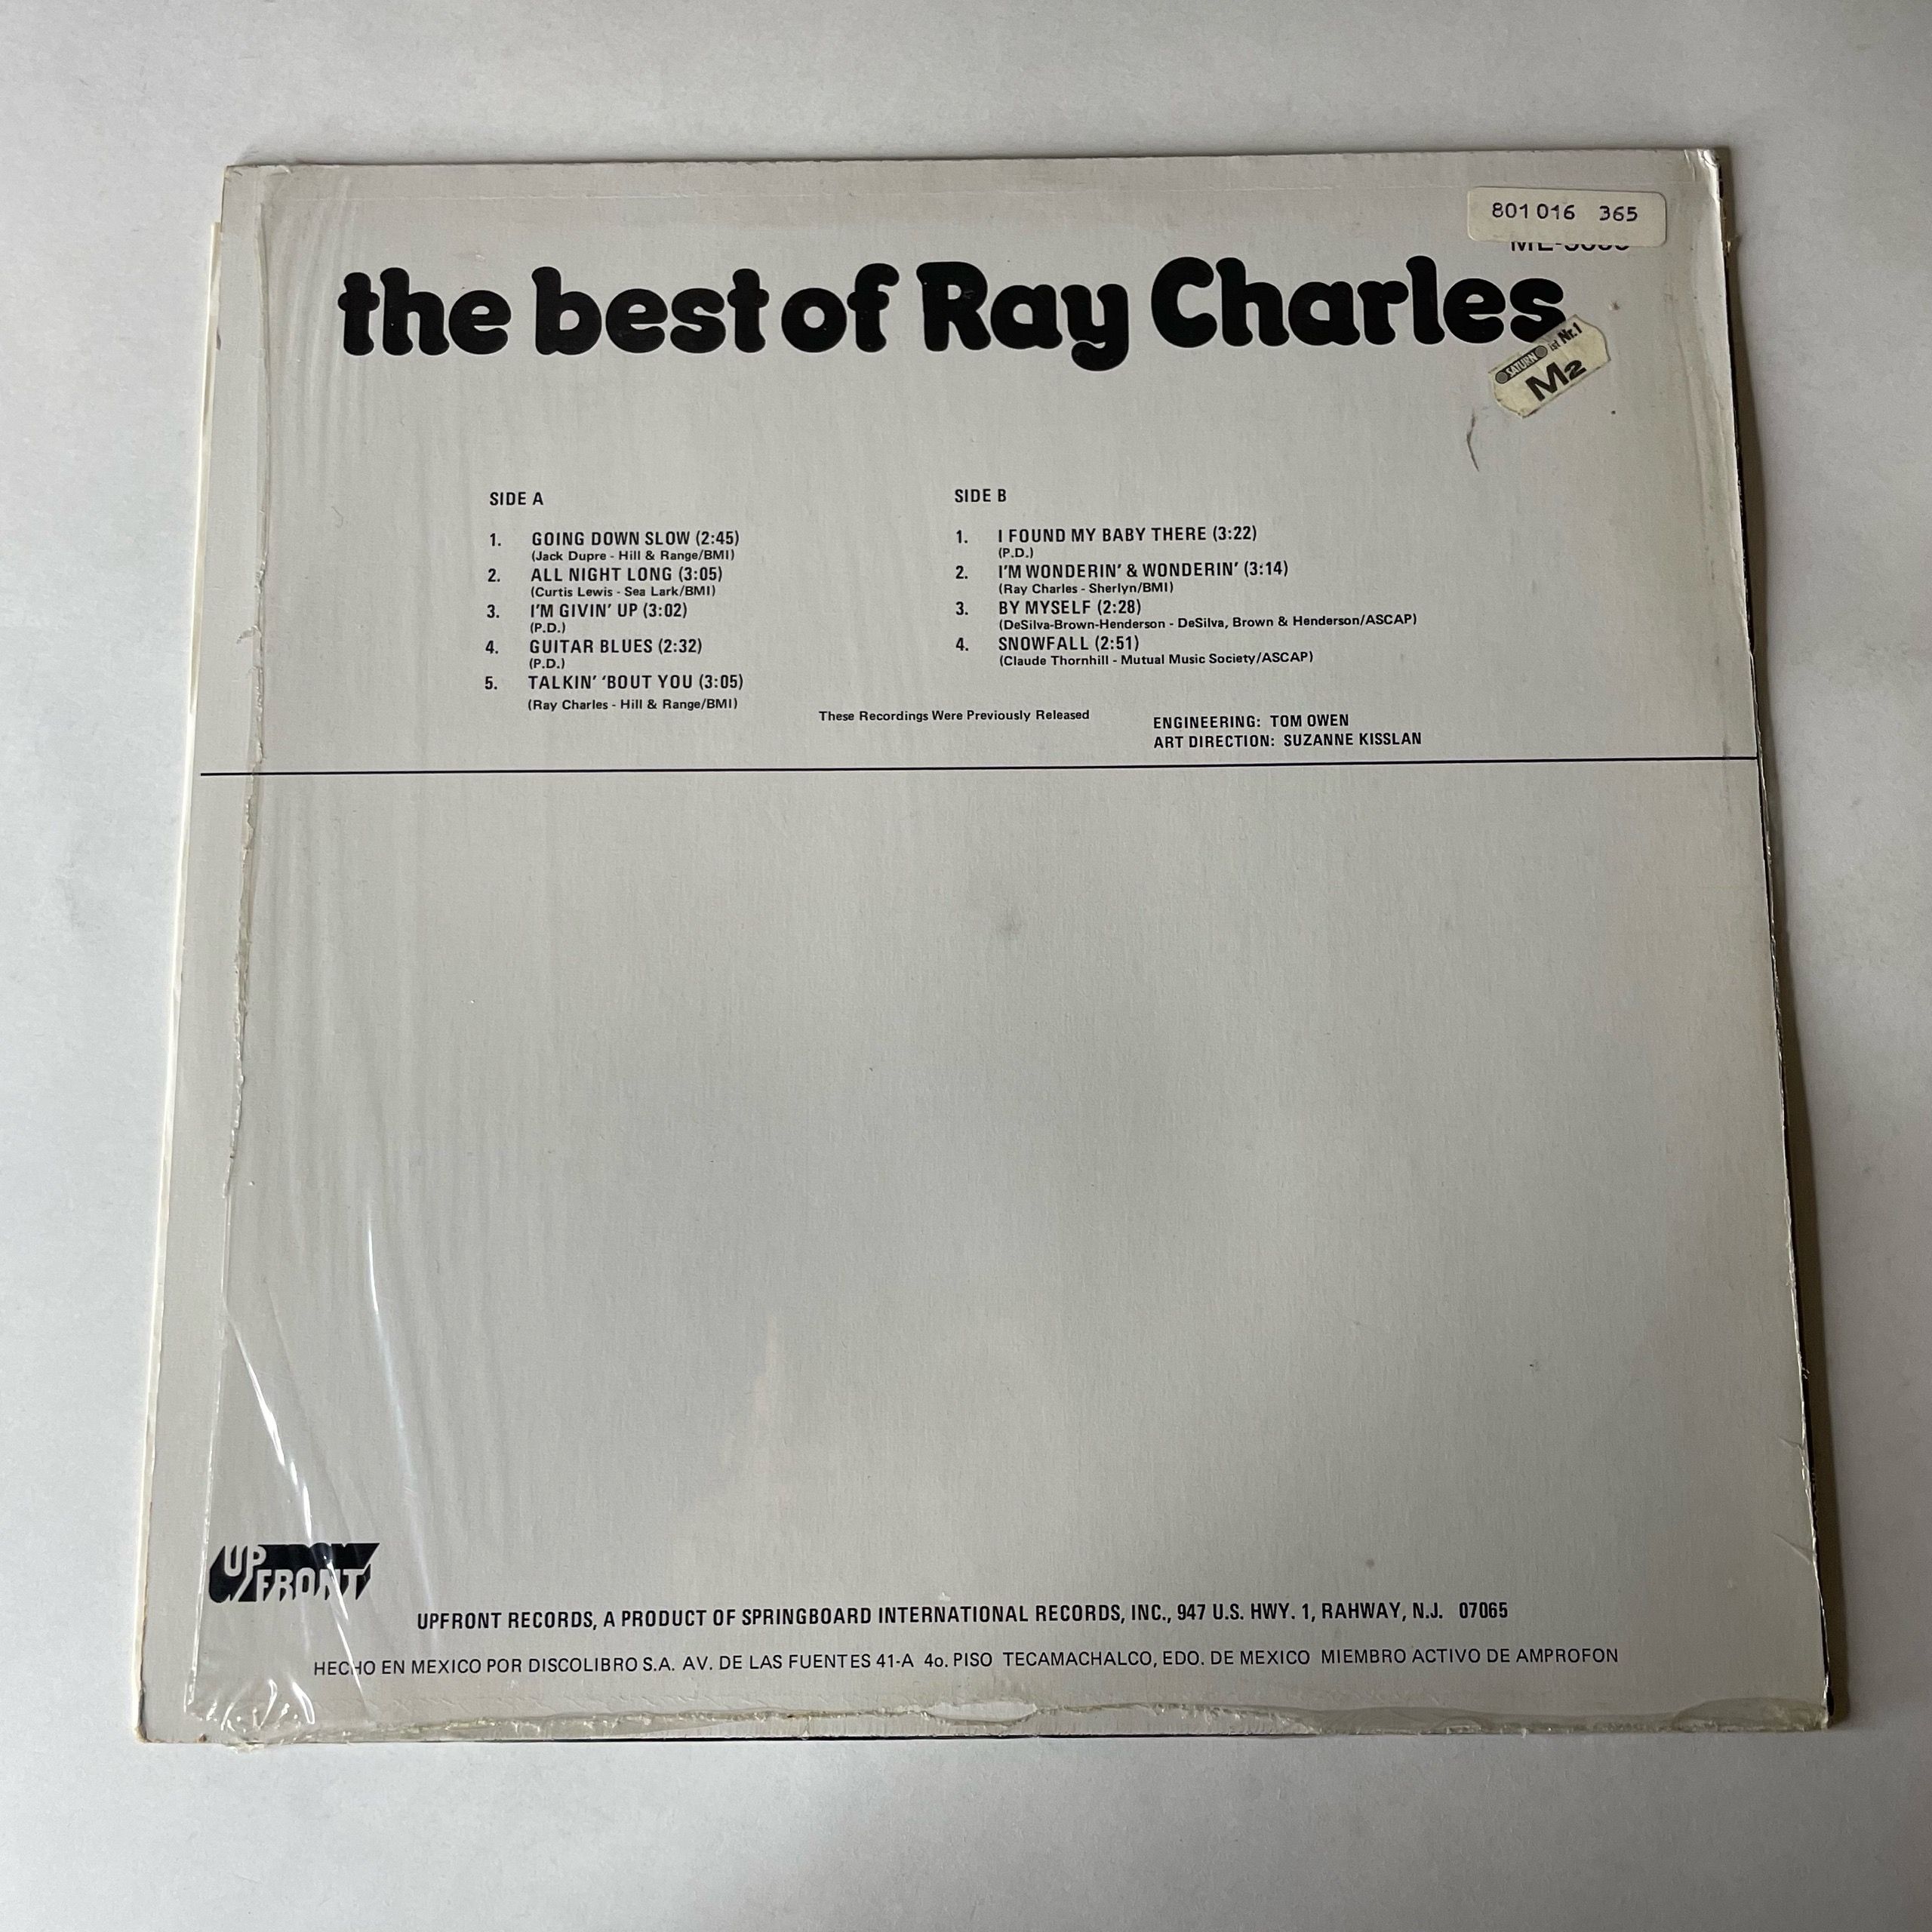 801 016 365
the best of Ray Charles
SATURN ist Nr.1
M2
SIDE A
1. GOING DOWN SLOW (2:45)
(Jack Dupre - Hill & Range/BMI)
2. ALL NIGHT LONG (3:05)
(Curtis Lewis - Sea Lark/BMI)
3. I'M GIVIN' UP (3:02)
(P.D.)
4. GUITAR BLUES (2:32)
(P.D.)
5. TALKIN' 'BOUT YOU (3:05)
(Ray Charles - Hill & Range/BMI)
SIDE B
1. I FOUND MY BABY THERE (3:22)
(P.D.)
2. I'M WONDERIN' & WONDERIN' (3:14)
(Ray Charles - Sherlyn/BMI)
3. BY MYSELF (2:28)
(DeSilva-Brown-Henderson - DeSilva, Brown & Henderson/ASCAP)
4. SNOWFALL (2:51)
(Claude Thornhill - Mutual Music Society/ASCAP)
These Recordings Were Previously Released
ENGINEERING: TOM OWEN
ART DIRECTION: SUZANNE KISSLAN
UP
FRONT
UPFRONT RECORDS, A PRODUCT OF SPRINGBOARD INTERNATIONAL RECORDS, INC., 947 U.S. HWY. 1, RAHWAY, N.J. 07065
HECHO EN MEXICO POR DISCOLIBRO S.A. AV. DE LAS FUENTES 41-A 4o. PISO TECAMACHALCO, EDO. DE MEXICO MIEMBRO ACTIVO DE AMPROFON